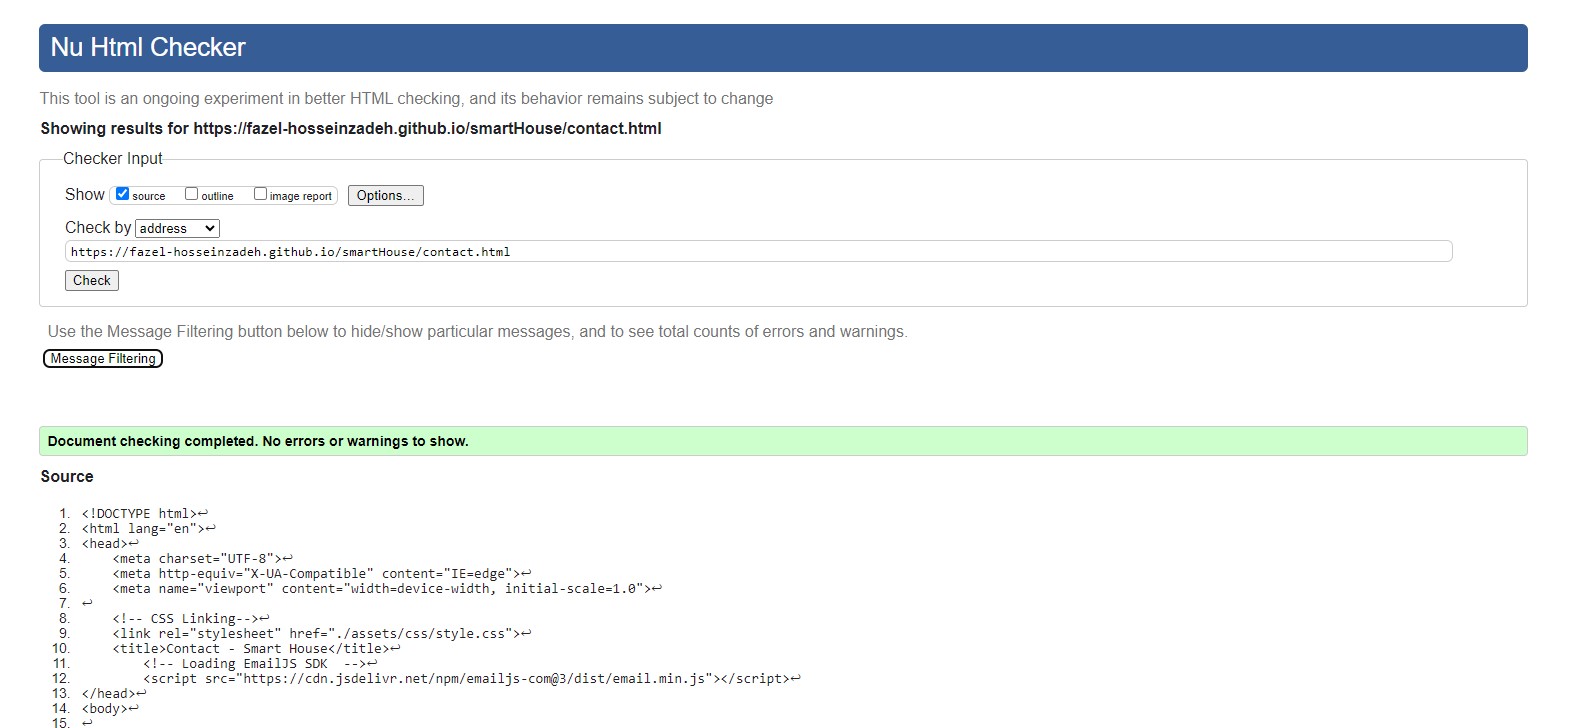 Nu Html Checker
This tool is an ongoing experiment in better HTML checking, and its behavior remains subject to change
Showing results for https://fazel-hosseinzadeh.github.io/smartHouse/contact.html
Checker Input
Show source outline image report Options...
Check by address
https://fazel-hosseinzadeh.github.io/smartHouse/contact.html
Check
Use the Message Filtering button below to hide/show particular messages, and to see total counts of errors and warnings.
Message Filtering
Document checking completed. No errors or warnings to show.
Source
1. <!DOCTYPE html>↩
2. <html lang="en">↩
3. <head>↩
4.     <meta charset="UTF-8">↩
5.     <meta http-equiv="X-UA-Compatible" content="IE=edge">↩
6.     <meta name="viewport" content="width=device-width, initial-scale=1.0">↩
7. ↩
8.     <!-- CSS Linking-->↩
9.     <link rel="stylesheet" href="./assets/css/style.css">↩
10.     <title>Contact - Smart House</title>↩
11.         <!-- Loading EmailJS SDK  -->↩
12.         <script src="https://cdn.jsdelivr.net/npm/emailjs-com@3/dist/email.min.js"></script>↩
13. </head>↩
14. <body>↩
15. ↩